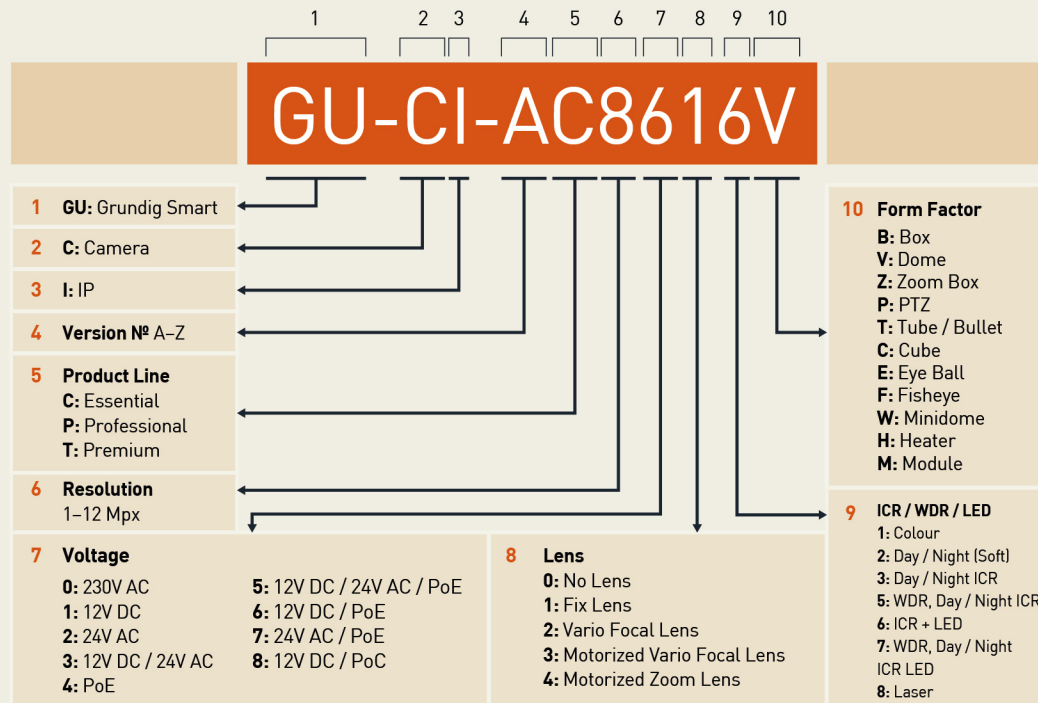 1 2 3 4 5 6 7 8 9 10
GU-CI-AC8616V
1 GU: Grundig Smart
2 C: Camera
3 I: IP
4 Version Nº A–Z
5 Product Line
C: Essential
P: Professional
T: Premium
6 Resolution
1–12 Mpx
7 Voltage
0: 230V AC
1: 12V DC
2: 24V AC
3: 12V DC / 24V AC
4: PoE
5: 12V DC / 24V AC / PoE
6: 12V DC / PoE
7: 24V AC / PoE
8: 12V DC / PoC
8 Lens
0: No Lens
1: Fix Lens
2: Vario Focal Lens
3: Motorized Vario Focal Lens
4: Motorized Zoom Lens
10 Form Factor
B: Box
V: Dome
Z: Zoom Box
P: PTZ
T: Tube / Bullet
C: Cube
E: Eye Ball
F: Fisheye
W: Minidome
H: Heater
M: Module
9 ICR / WDR / LED
1: Colour
2: Day / Night (Soft)
3: Day / Night ICR
5: WDR, Day / Night ICR
6: ICR + LED
7: WDR, Day / Night
ICR LED
8: Laser